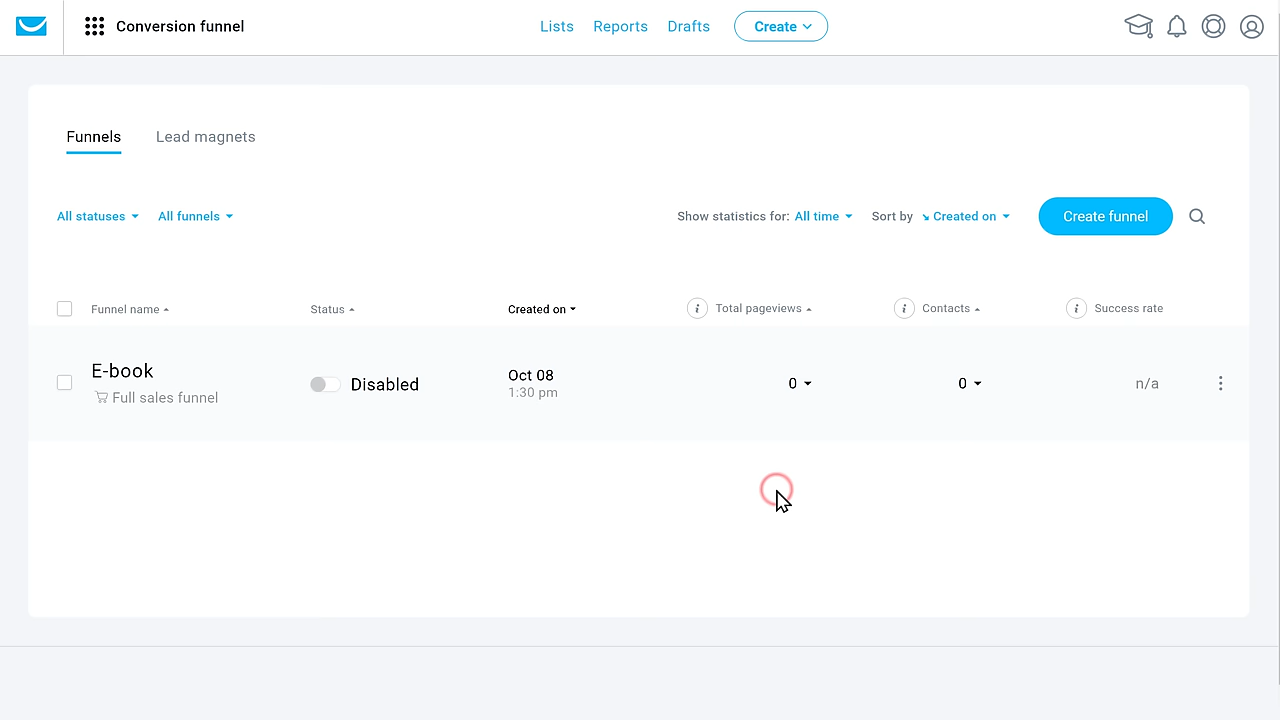 Conversion funnel Lists Reports Drafts Create
Funnels Lead magnets
All statuses All funnels Show statistics for: All time Sort by Created on Create funnel
Funnel name Status Created on i Total pageviews i Contacts i Success rate
E-book Disabled Oct 08 0 0 n/a
Full sales funnel 1:30 pm